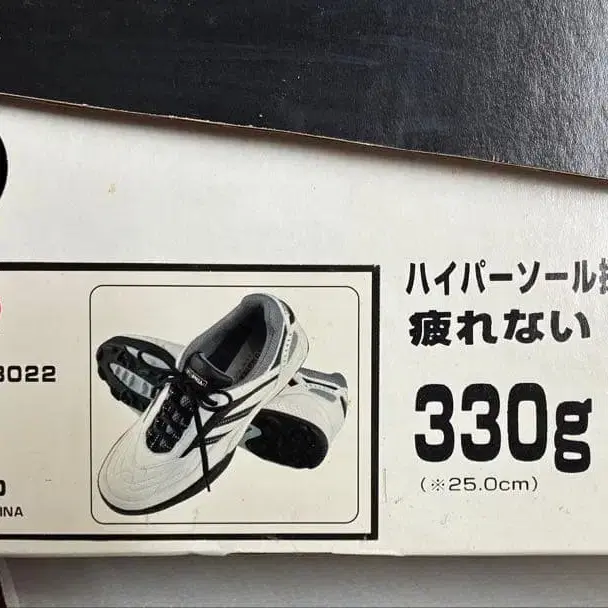 ハイパーソール
疲れない
330g
(※25.0cm)
3022
INA